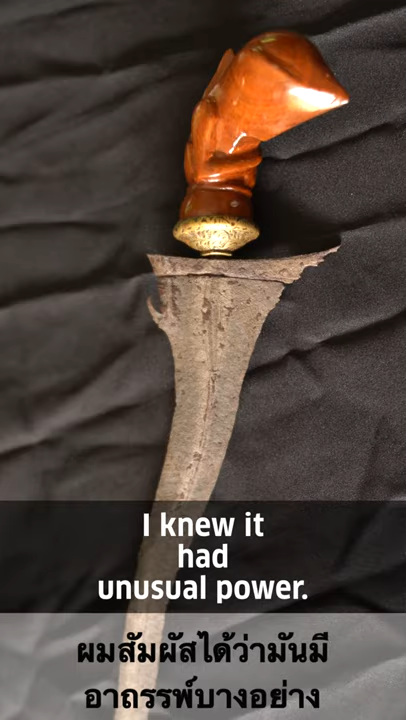 I knew it
had
unusual power.
ผมสัมผัสได้ว่ามันมี
อาถรรพ์บางอย่าง